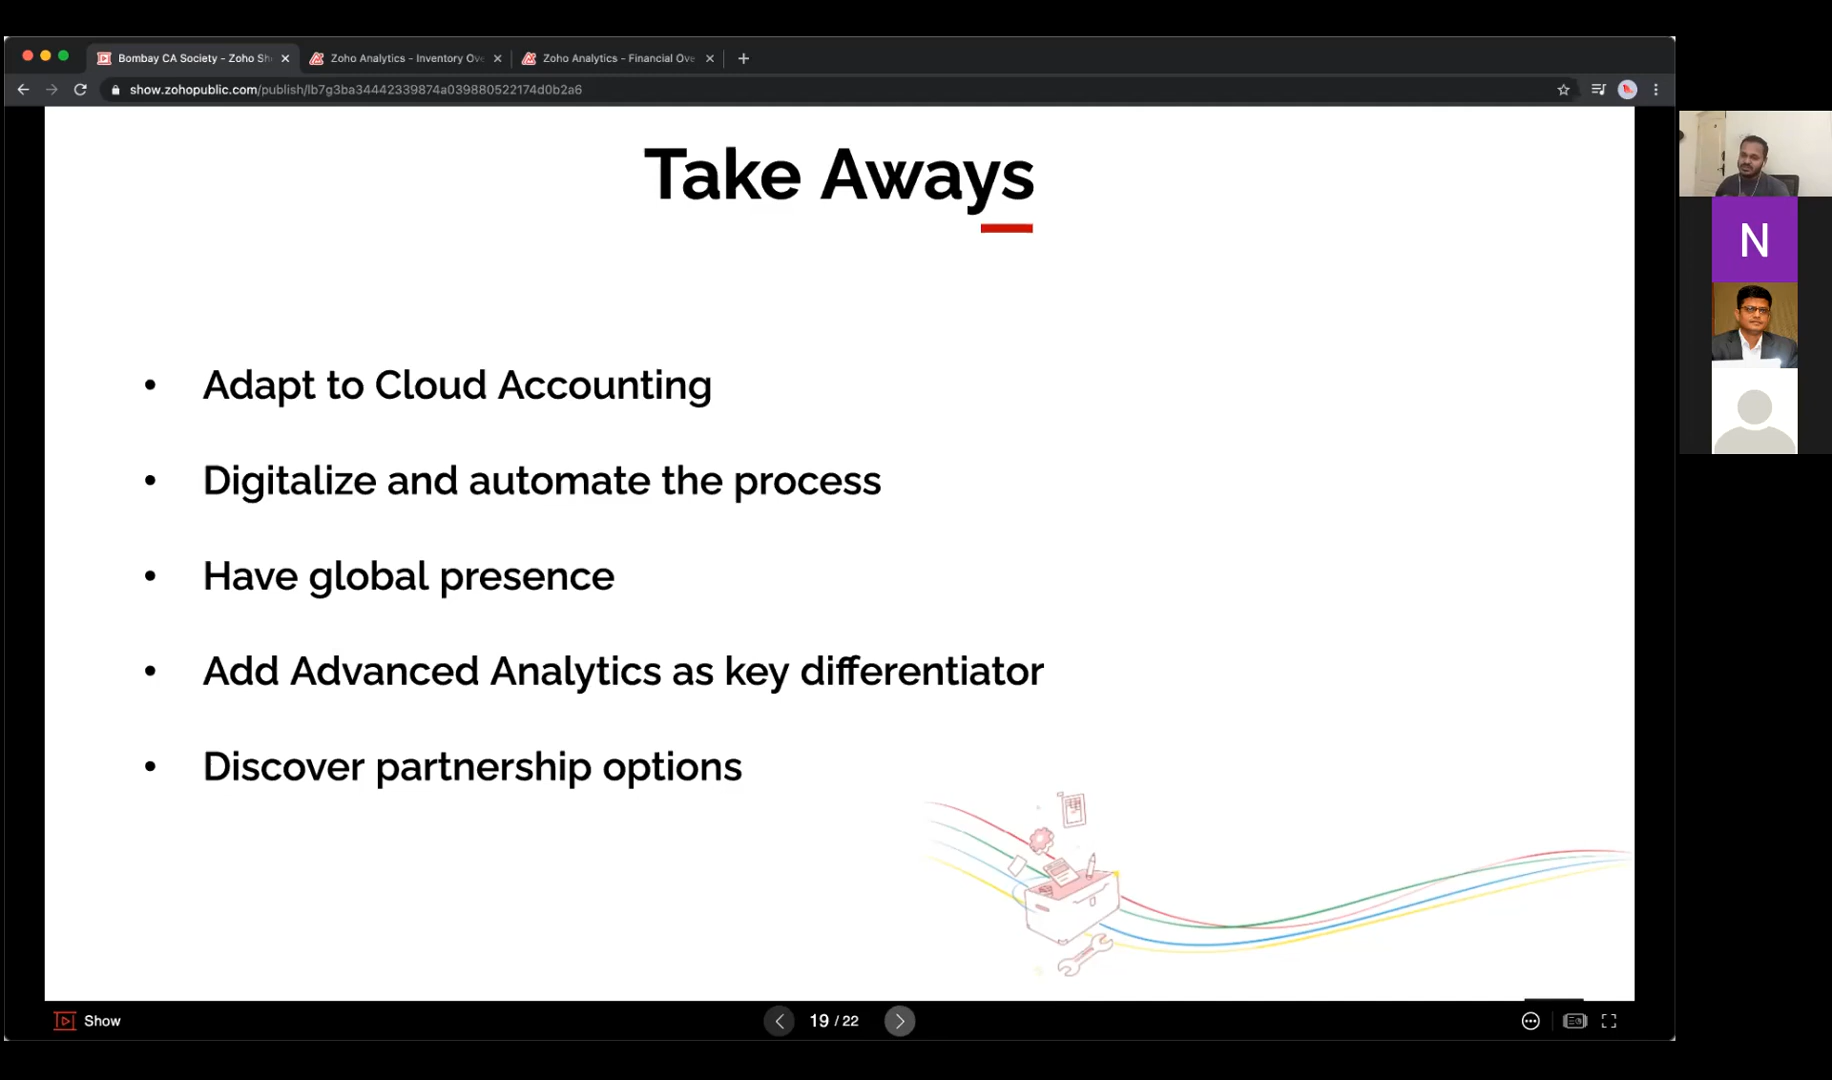 Bombay CA Society - Zoho Sh
Zoho Analytics - Inventory Ove
Zoho Analytics - Financial Ove
show.zohopublic.com/publish/lb7g3ba34442339874a039880522174d0b2a6
Take Aways
N
• Adapt to Cloud Accounting
• Digitalize and automate the process
• Have global presence
• Add Advanced Analytics as key differentiator
• Discover partnership options
Show
19 / 22